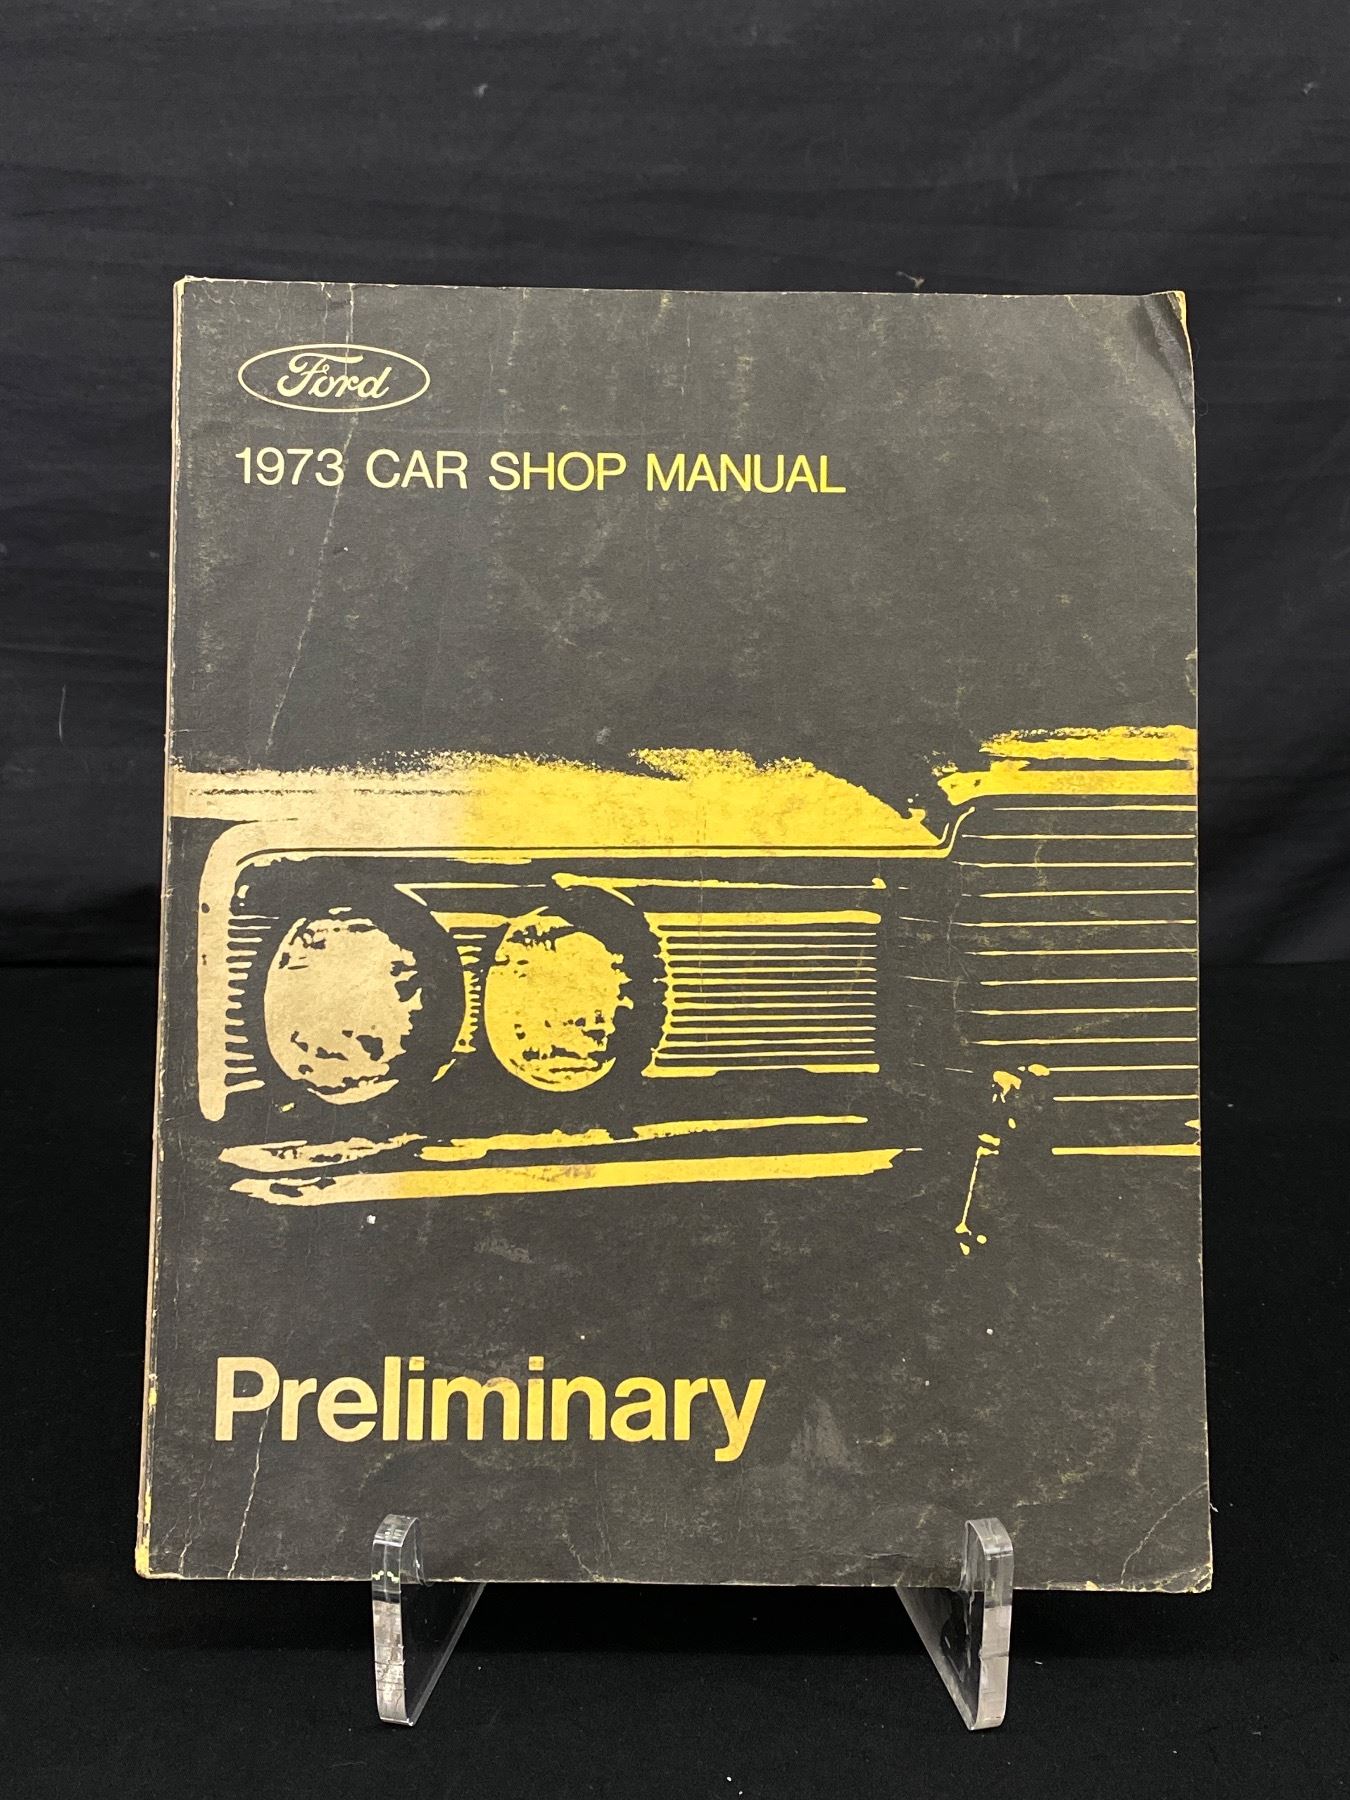 Ford
1973 CAR SHOP MANUAL
Preliminary